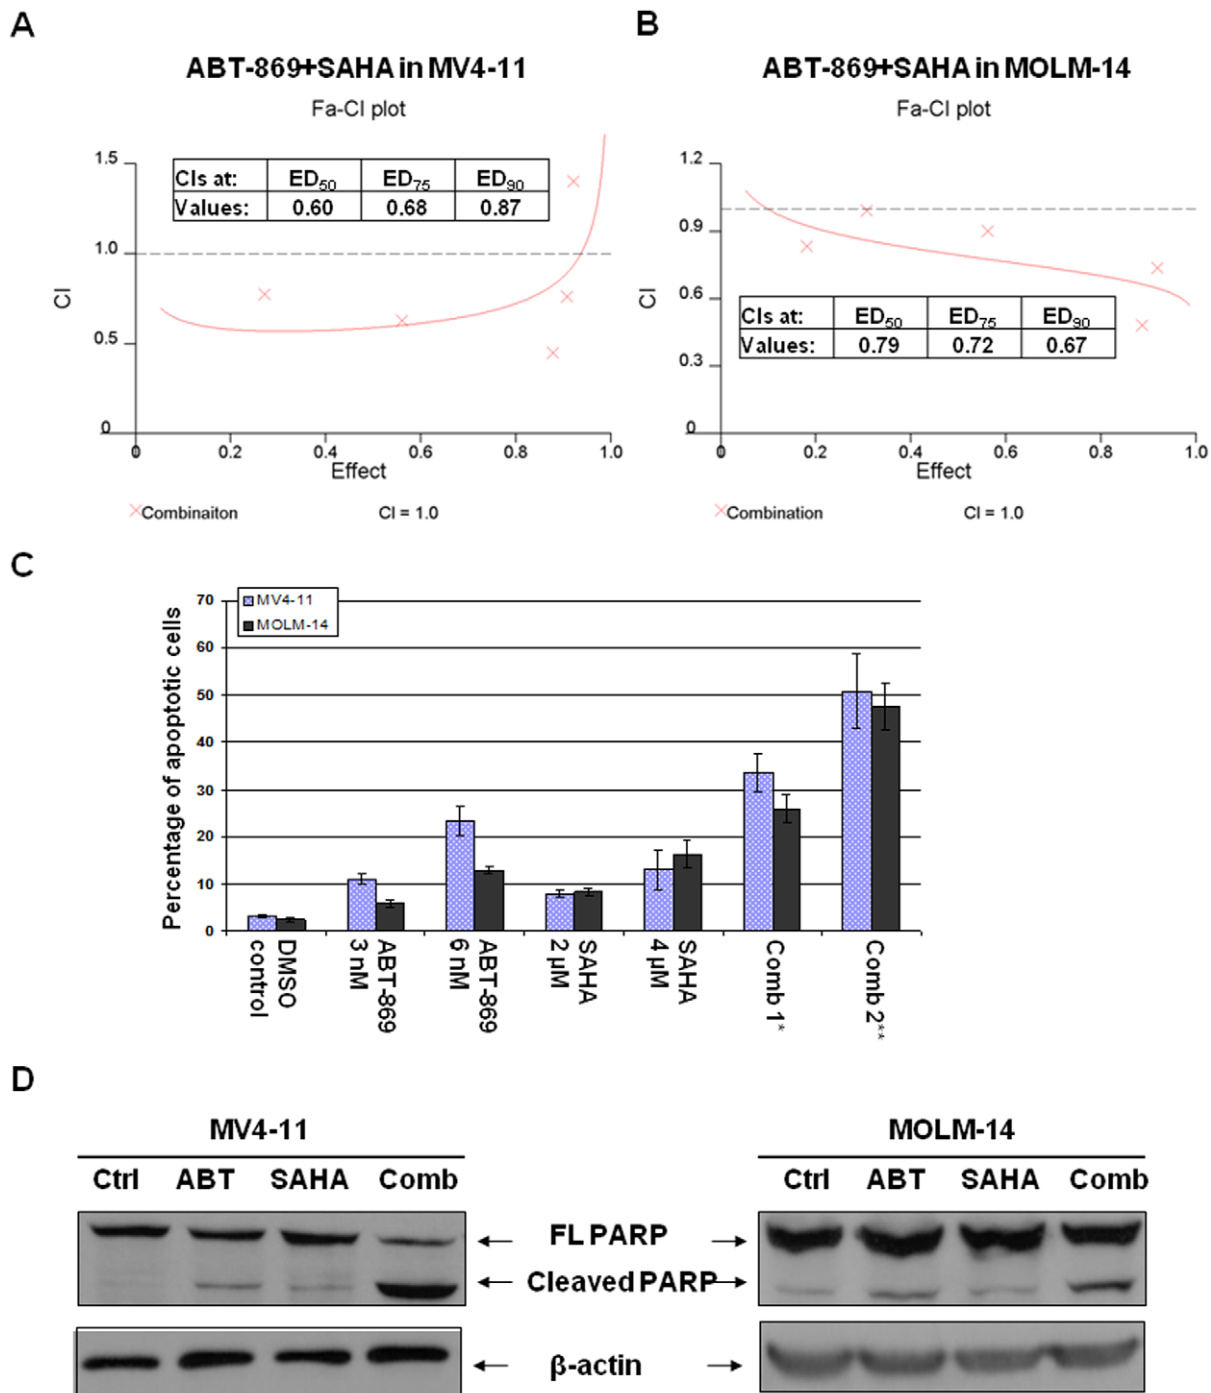 A
ABT-869+SAHA in MV4-11
Fa-CI plot
1.5
1.0
0.5
0
CI
CIs at: ED50 ED75 ED90
Values: 0.60 0.68 0.87
0 0.2 0.4 0.6 0.8 1.0
Effect
Combinaiton CI = 1.0
B
ABT-869+SAHA in MOLM-14
Fa-CI plot
1.2
0.9
0.6
0.3
0
CI
CIs at: ED50 ED75 ED90
Values: 0.79 0.72 0.67
0 0.2 0.4 0.6 0.8 1.0
Effect
Combination CI = 1.0
C
Percentage of apoptotic cells
70
60
50
40
30
20
10
0
MV4-11
MOLM-14
DMSO
control
ABT-869
3 nM
ABT-869
6 nM
SAHA
2 µM
SAHA
4 µM
Comb 1*
Comb 2**
D
MV4-11
Ctrl ABT SAHA Comb
MOLM-14
Ctrl ABT SAHA Comb
FL PARP
Cleaved PARP
β-actin